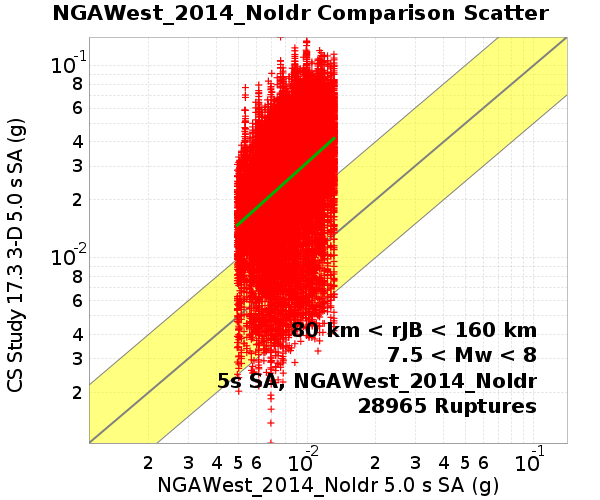 NGAWest_2014_NoIdr Comparison Scatter
CS Study 17.3 3-D 5.0 s SA (g)
10-1
8
6
4
3
2
10-2
8
6
4
3
2
80 km < rJB < 160 km
7.5 < Mw < 8
5s SA, NGAWest_2014_NoIdr
28965 Ruptures
2 3 4 5 6 10-2 2 3 4 5 6 10-1
NGAWest_2014_NoIdr 5.0 s SA (g)